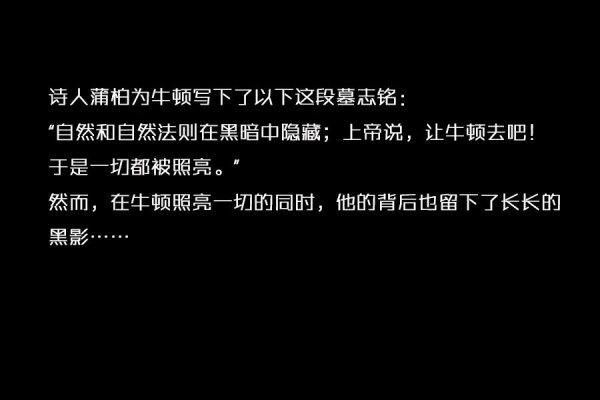 诗人蒲柏为牛顿写下了以下这段墓志铭：
“自然和自然法则在黑暗中隐藏；上帝说，让牛顿去吧！
于是一切都被照亮。”
然而，在牛顿照亮一切的同时，他的背后也留下了长长的
黑影……